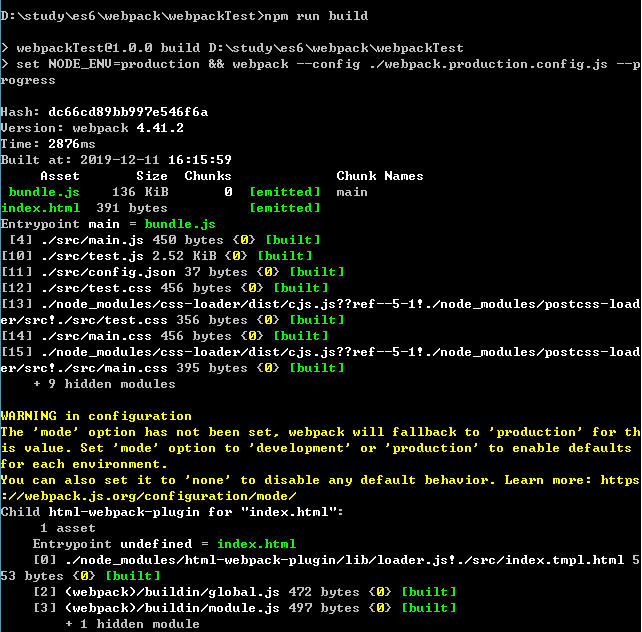 D:\study\es6\webpack\webpackTest>npm run build
> webpackTest@1.0.0 build D:\study\es6\webpack\webpackTest
> set NODE_ENV=production && webpack --config ./webpack.production.config.js --p
rogress
Hash: dc66cd89bb997e546f6a
Version: webpack 4.41.2
Time: 2876ms
Built at: 2019-12-11 16:15:59
Asset Size Chunks Chunk Names
bundle.js 136 KiB 0 [emitted] main
index.html 391 bytes [emitted]
Entrypoint main = bundle.js
[4] ./src/main.js 450 bytes {0} [built]
[10] ./src/test.js 2.52 KiB {0} [built]
[11] ./src/config.json 37 bytes {0} [built]
[12] ./src/test.css 456 bytes {0} [built]
[13] ./node_modules/css-loader/dist/cjs.js??ref--5-1!./node_modules/postcss-load
er/src!./src/test.css 356 bytes {0} [built]
[14] ./src/main.css 456 bytes {0} [built]
[15] ./node_modules/css-loader/dist/cjs.js??ref--5-1!./node_modules/postcss-load
er/src!./src/main.css 395 bytes {0} [built]
+ 9 hidden modules
WARNING in configuration
The 'mode' option has not been set, webpack will fallback to 'production' for th
is value. Set 'mode' option to 'development' or 'production' to enable defaults
for each environment.
You can also set it to 'none' to disable any default behavior. Learn more: https
://webpack.js.org/configuration/mode/
Child html-webpack-plugin for "index.html":
1 asset
Entrypoint undefined = index.html
[0] ./node_modules/html-webpack-plugin/lib/loader.js!./src/index.tmpl.html 5
53 bytes {0} [built]
[2] (webpack)/buildin/global.js 472 bytes {0} [built]
[3] (webpack)/buildin/module.js 497 bytes {0} [built]
+ 1 hidden module